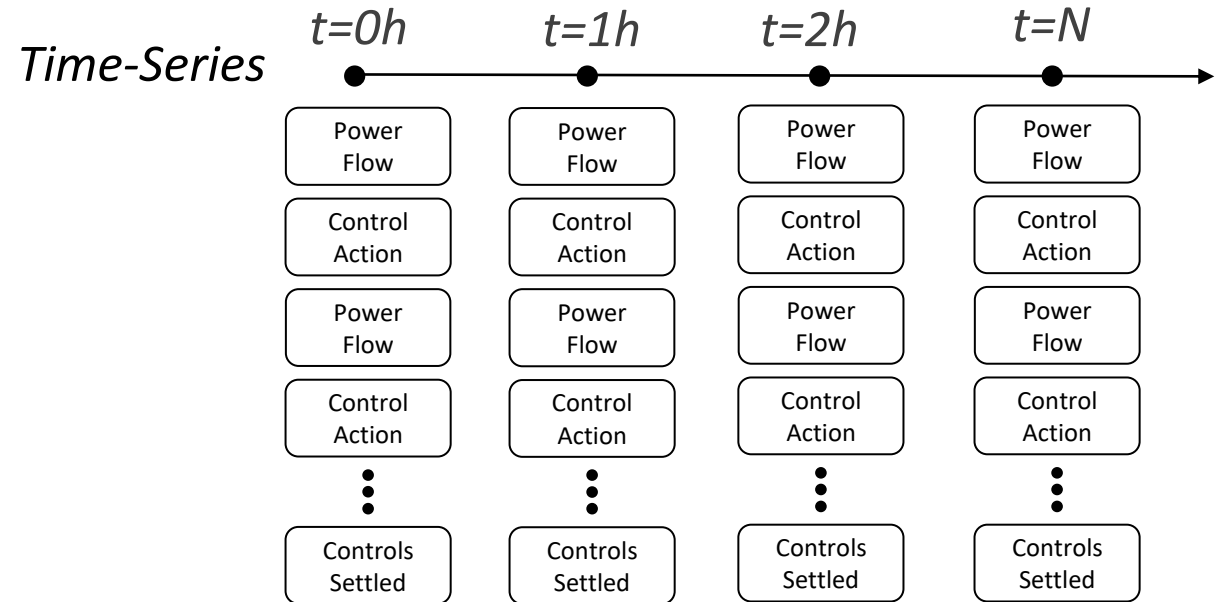 t=0h t=1h t=2h t=N
Time-Series
Power Power Power Power
Flow Flow Flow Flow
Control Control Control Control
Action Action Action Action
Power Power Power Power
Flow Flow Flow Flow
Control Control Control Control
Action Action Action Action
Controls Controls Controls Controls
Settled Settled Settled Settled